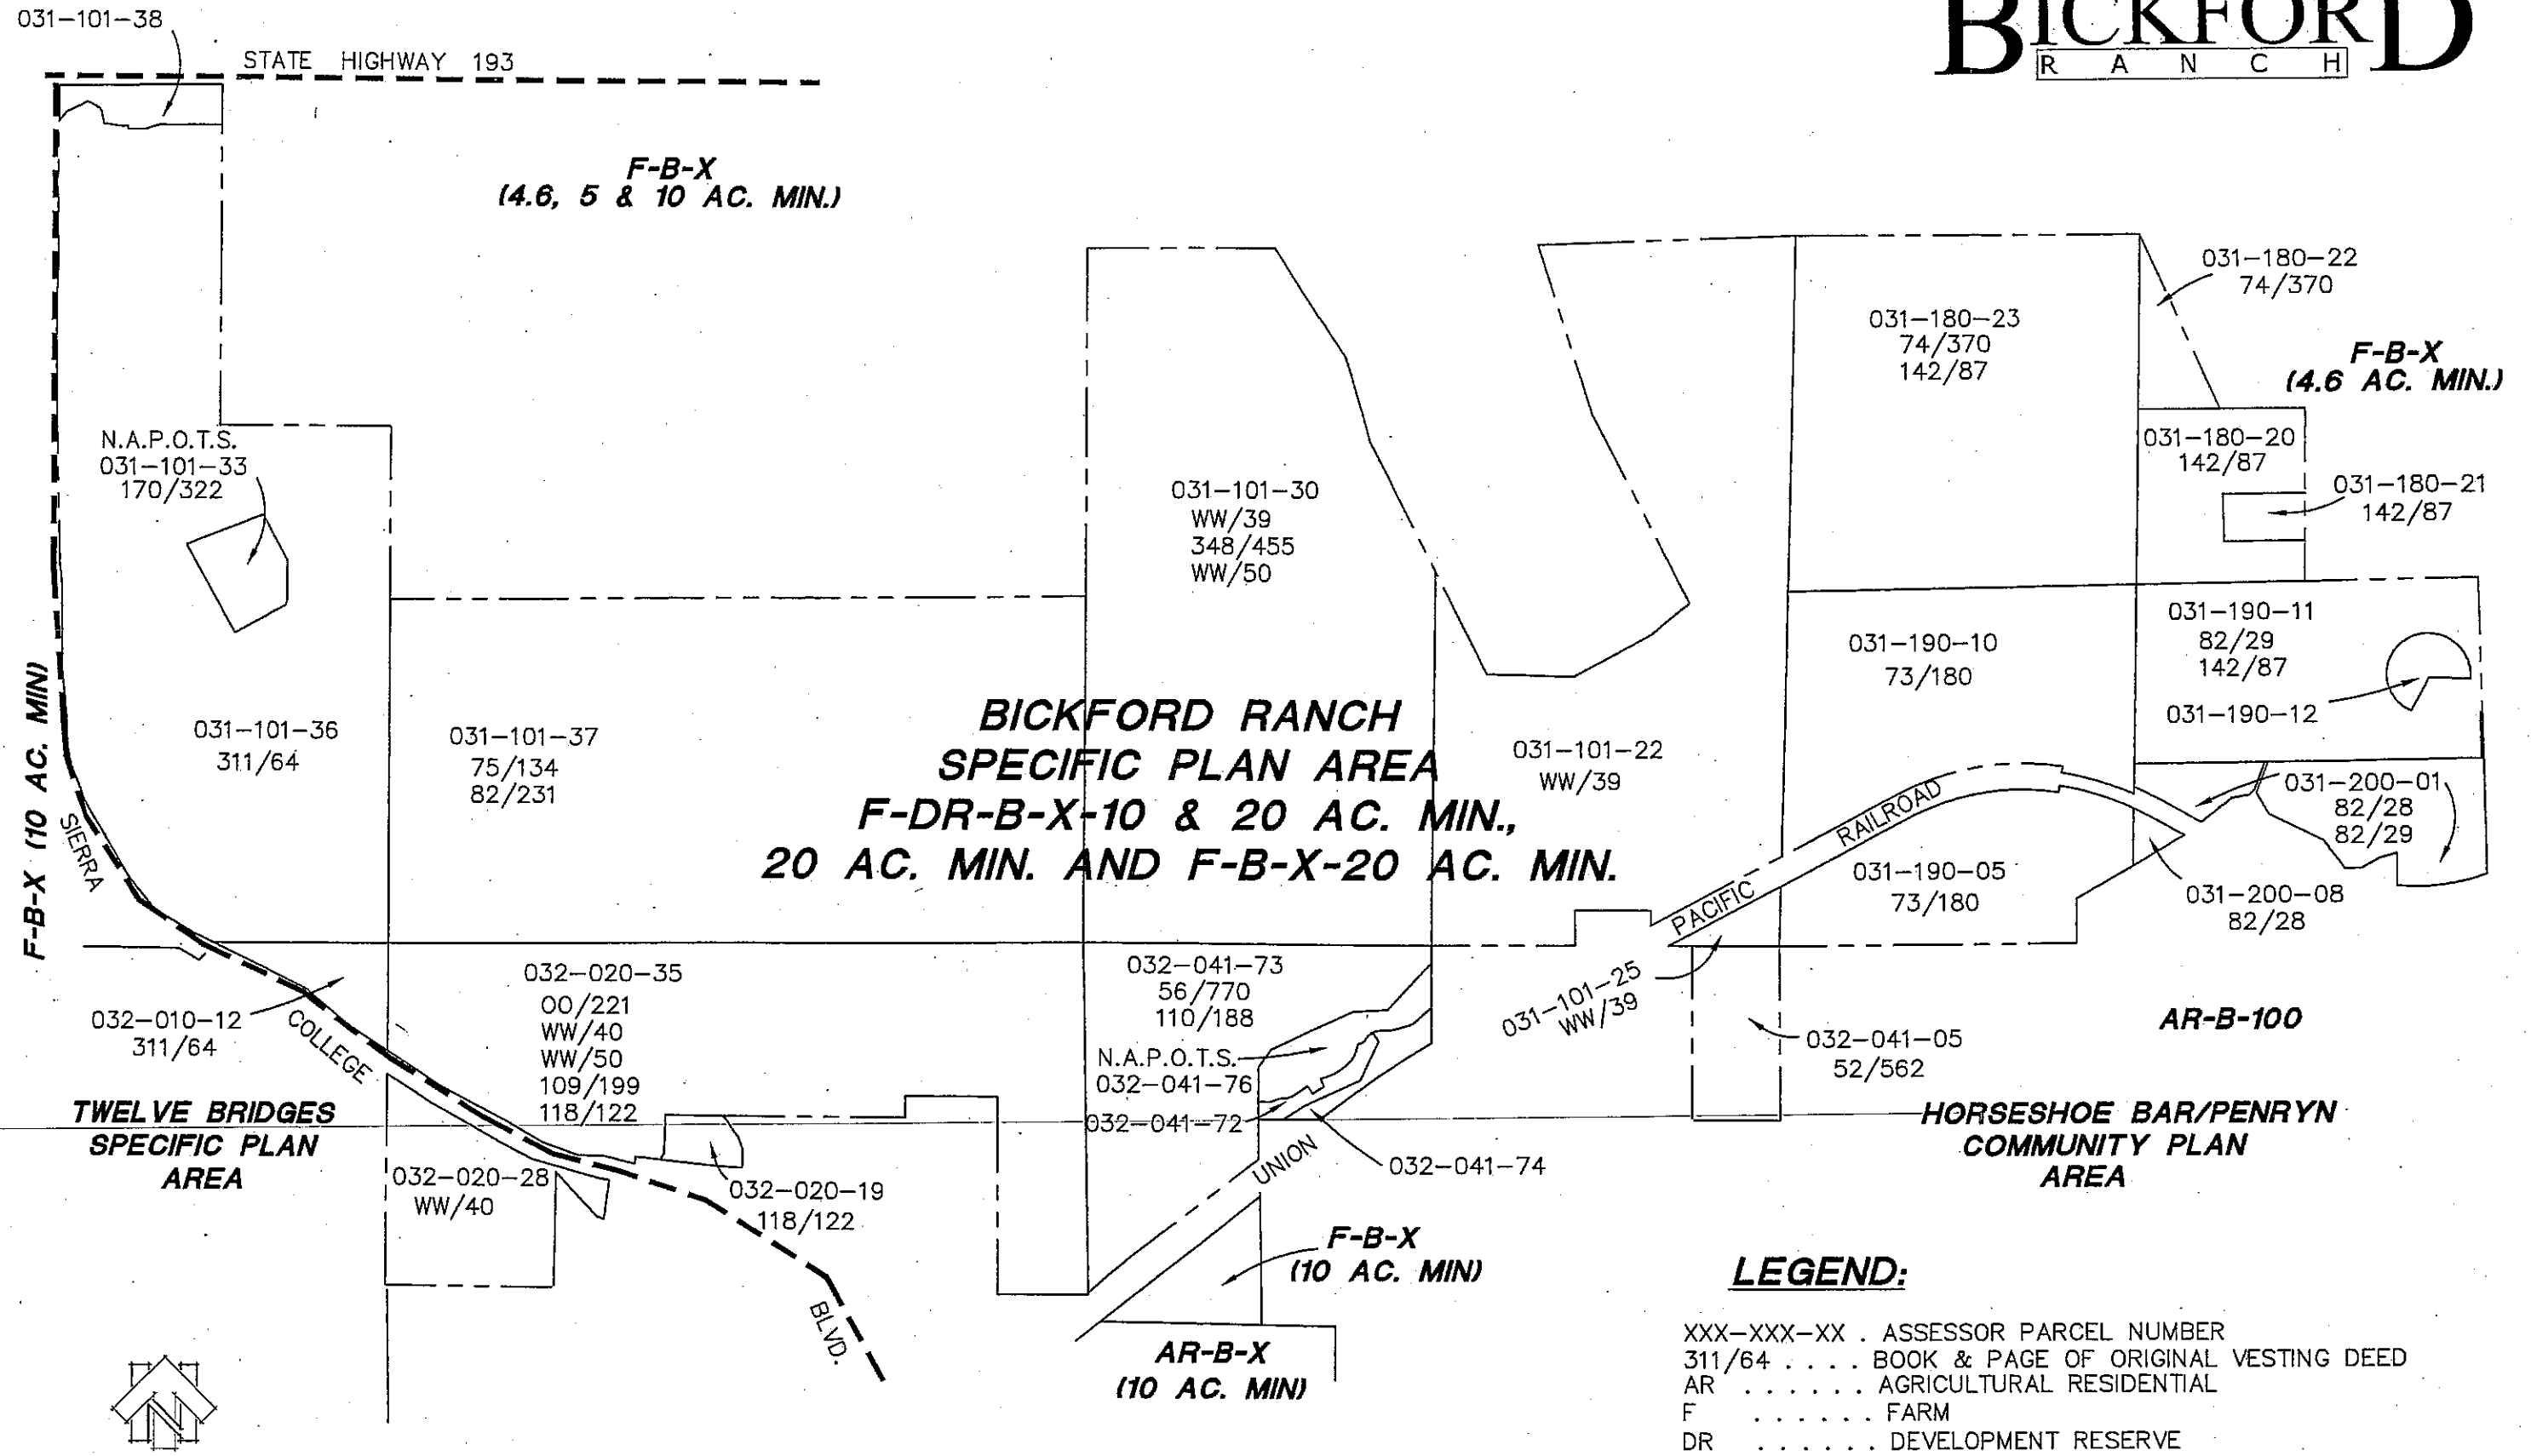 031-101-38
STATE HIGHWAY 193
BICKFORD
RANCH
F-B-X
(4.6, 5 & 10 AC. MIN.)
031-180-22
74/370
031-180-23
74/370
142/87
F-B-X
(4.6 AC. MIN.)
N.A.P.O.T.S.
031-101-33
170/322
031-180-20
142/87
031-180-21
142/87
031-101-30
WW/39
348/455
WW/50
031-190-11
82/29
142/87
031-190-10
73/180
031-190-12
F-B-X (10 AC. MIN)
031-101-36
311/64
031-101-37
75/134
82/231
BICKFORD RANCH
SPECIFIC PLAN AREA
F-DR-B-X-10 & 20 AC. MIN.,
20 AC. MIN. AND F-B-X-20 AC. MIN.
031-101-22
WW/39
031-200-01
82/28
82/29
SIERRA
COLLEGE
BLVD.
UNION
PACIFIC
RAILROAD
031-190-05
73/180
031-200-08
82/28
032-010-12
311/64
032-020-35
OO/221
WW/40
WW/50
109/199
118/122
032-041-73
56/770
110/188
N.A.P.O.T.S.
032-041-76
032-041-72
031-101-25
WW/39
032-041-05
52/562
AR-B-100
TWELVE BRIDGES
SPECIFIC PLAN
AREA
032-020-28
WW/40
032-020-19
118/122
032-041-74
HORSESHOE BAR/PENRYN
COMMUNITY PLAN
AREA
F-B-X
(10 AC. MIN)
AR-B-X
(10 AC. MIN)
N
LEGEND:
XXX-XXX-XX . ASSESSOR PARCEL NUMBER
311/64 . . . . BOOK & PAGE OF ORIGINAL VESTING DEED
AR . . . . . . AGRICULTURAL RESIDENTIAL
F . . . . . . FARM
DR . . . . . . DEVELOPMENT RESERVE